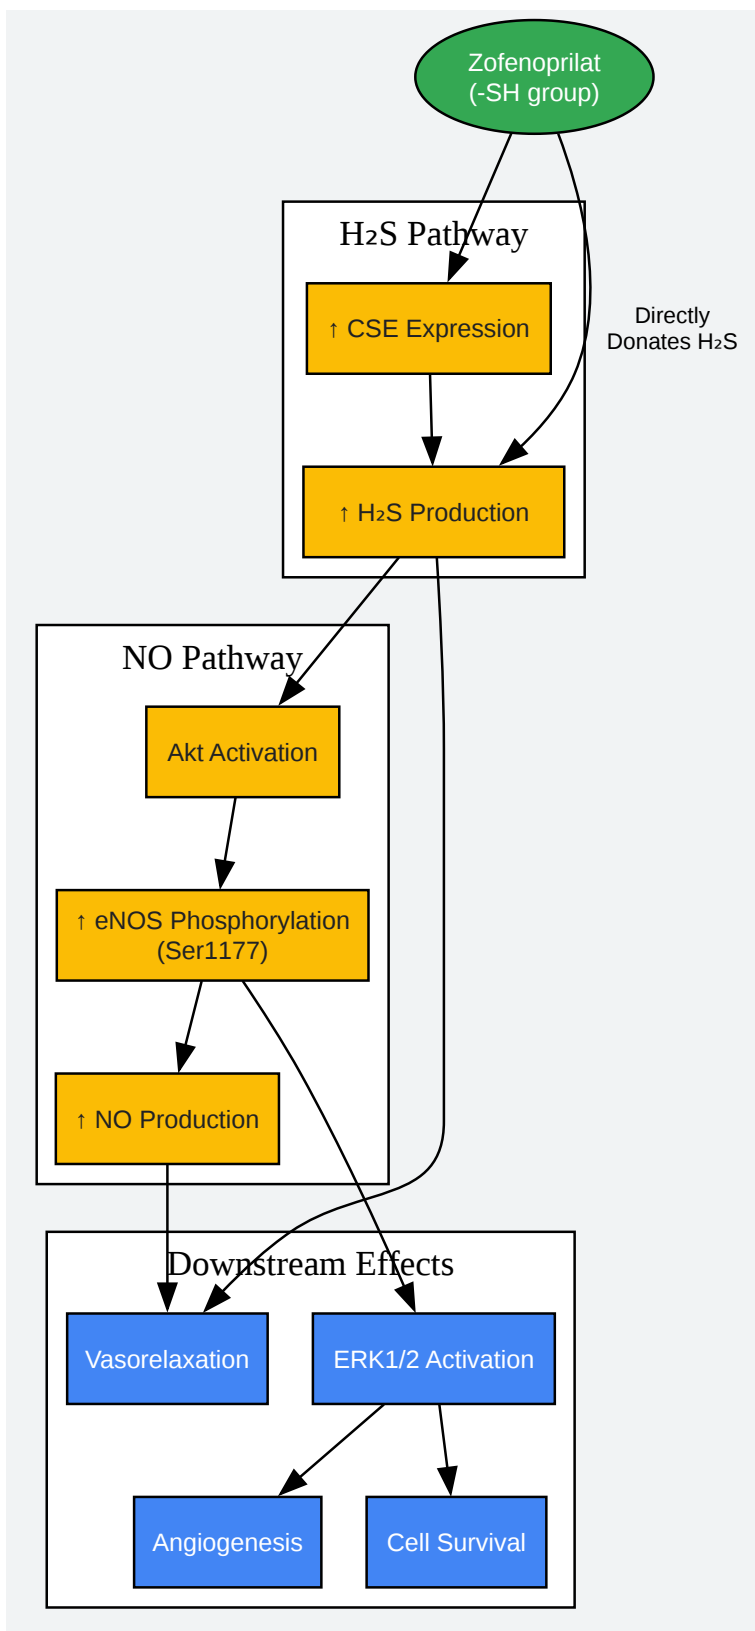 Zofenoprilat
(-SH group)
H₂S Pathway
↑ CSE Expression
Directly
Donates H₂S
↑ H₂S Production
NO Pathway
Akt Activation
↑ eNOS Phosphorylation
(Ser1177)
↑ NO Production
Downstream Effects
Vasorelaxation
ERK1/2 Activation
Angiogenesis
Cell Survival